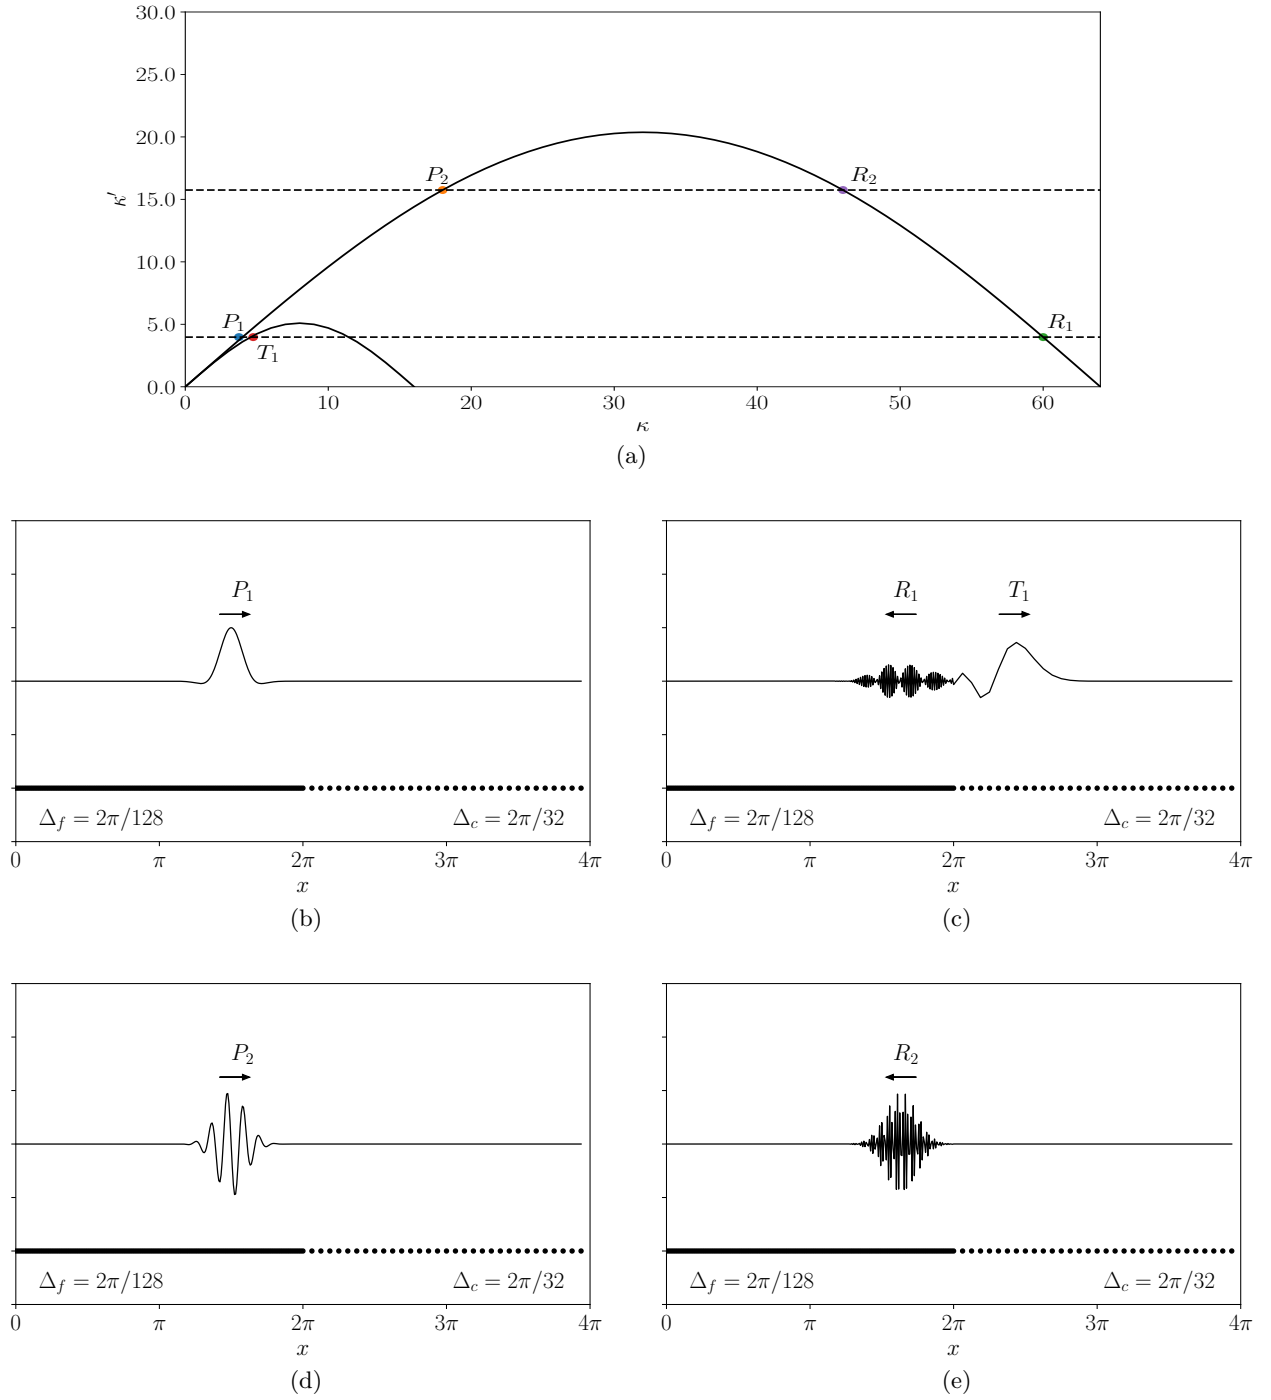 30.0
25.0
20.0
15.0
10.0
5.0
0.0
κ′
P₂
R₂
P₁
T₁
R₁
0 10 20 30 40 50 60
κ
(a)
P₁
Δf = 2π/128 Δc = 2π/32
0 π 2π 3π 4π
x
(b)
R₁ T₁
Δf = 2π/128 Δc = 2π/32
0 π 2π 3π 4π
x
(c)
P₂
Δf = 2π/128 Δc = 2π/32
0 π 2π 3π 4π
x
(d)
R₂
Δf = 2π/128 Δc = 2π/32
0 π 2π 3π 4π
x
(e)